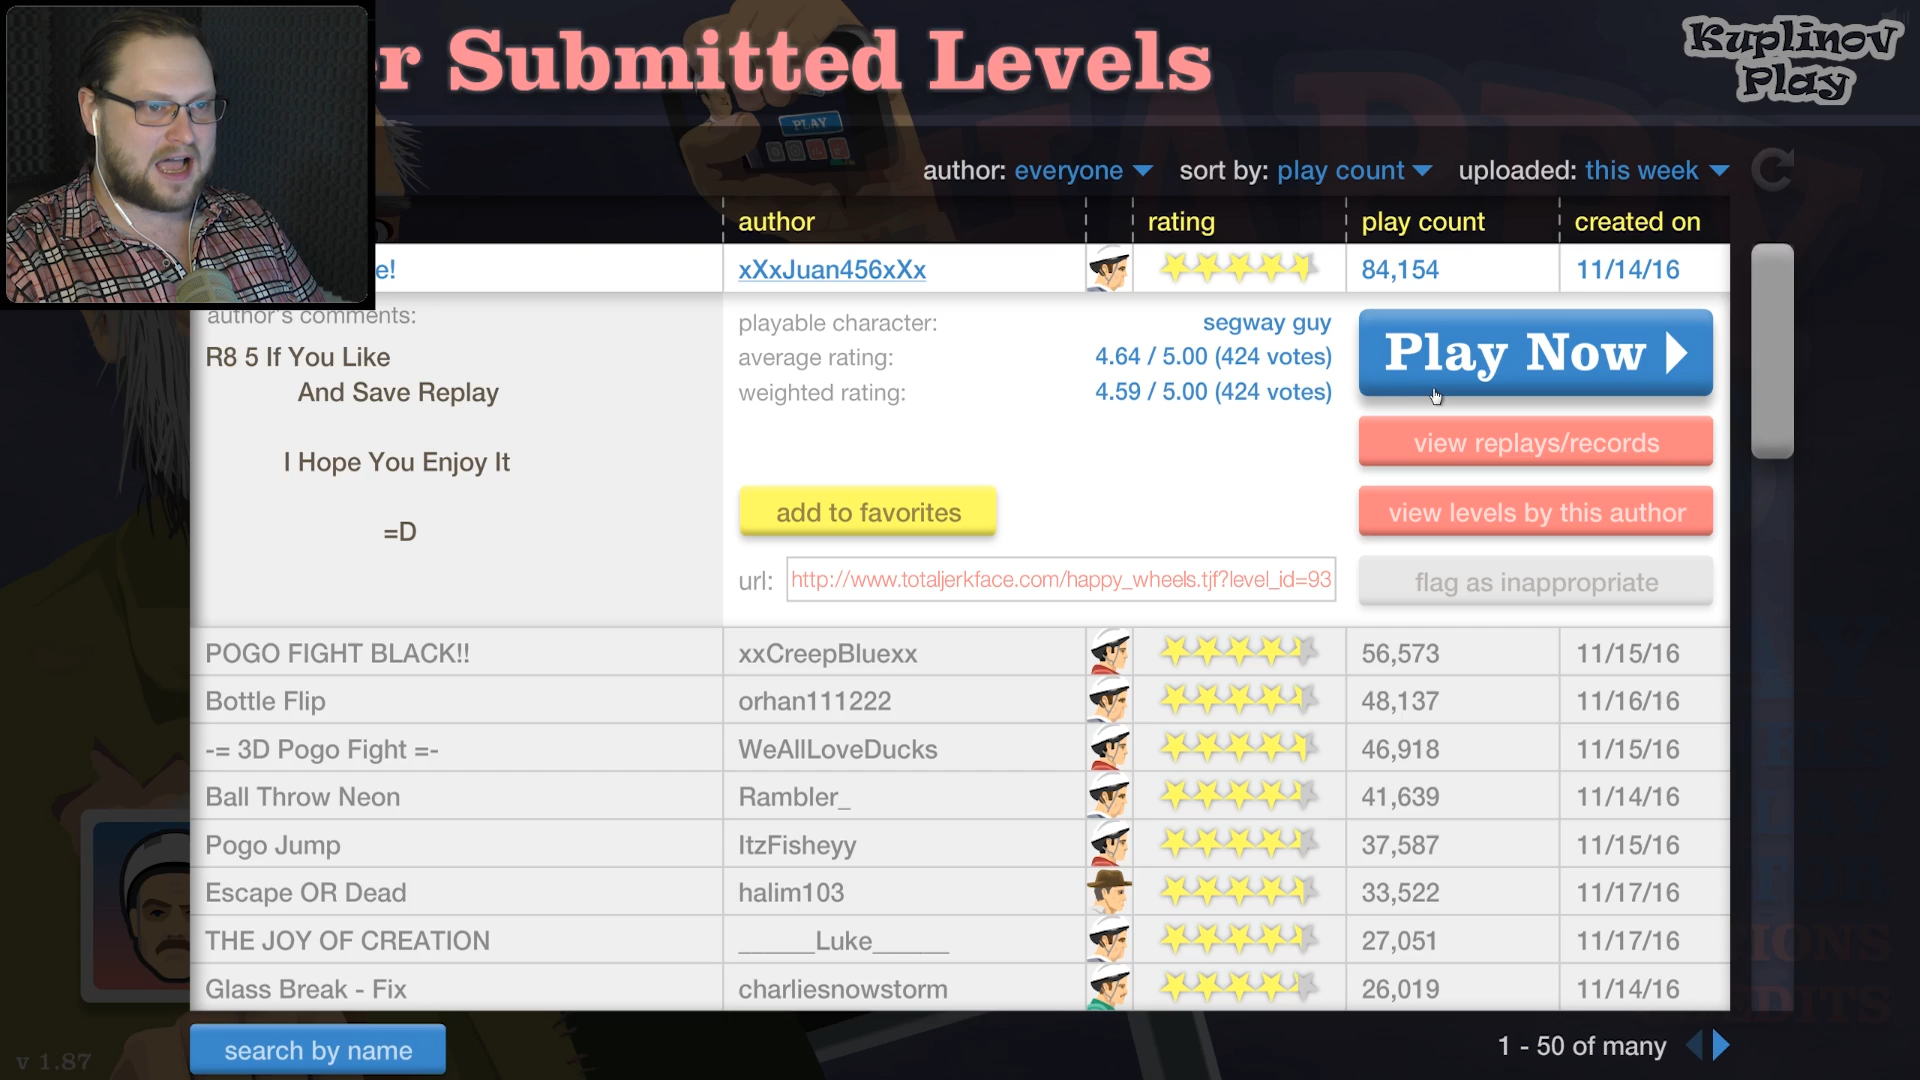 r Submitted Levels
Kuplinov
Play
PLAY
author: everyone sort by: play count uploaded: this week
author rating play count created on
e! xXxJuan456xXx 84,154 11/14/16
author's comments:
R8 5 If You Like
And Save Replay
I Hope You Enjoy It
=D
playable character: segway guy
average rating: 4.64 / 5.00 (424 votes)
weighted rating: 4.59 / 5.00 (424 votes)
add to favorites
url: http://www.totaljerkface.com/happy_wheels.tjf?level_id=93
Play Now
view replays/records
view levels by this author
flag as inappropriate
POGO FIGHT BLACK!! xxCreepBluexx 56,573 11/15/16
Bottle Flip orhan111222 48,137 11/16/16
-= 3D Pogo Fight =- WeAllLoveDucks 46,918 11/15/16
Ball Throw Neon Rambler_ 41,639 11/14/16
Pogo Jump ItzFisheyy 37,587 11/15/16
Escape OR Dead halim103 33,522 11/17/16
THE JOY OF CREATION ______Luke______ 27,051 11/17/16
Glass Break - Fix charliesnowstorm 26,019 11/14/16
search by name
1 - 50 of many
v 1.87